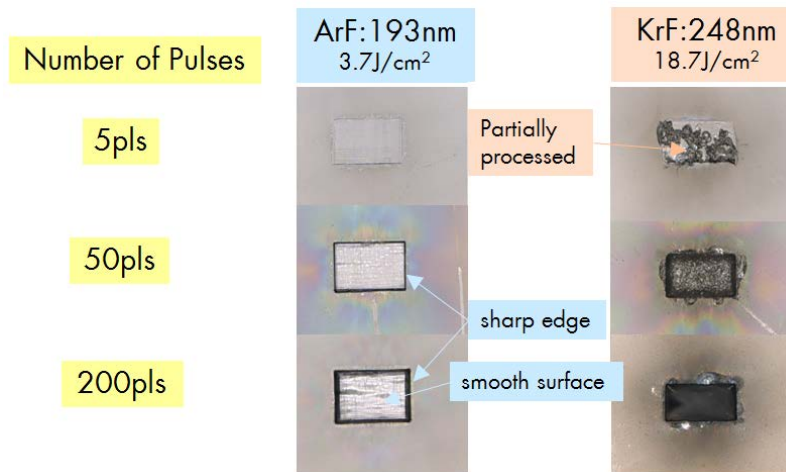 Number of Pulses
ArF:193nm
3.7J/cm²
KrF:248nm
18.7J/cm²
5pls
Partially
processed
50pls
sharp edge
200pls
smooth surface